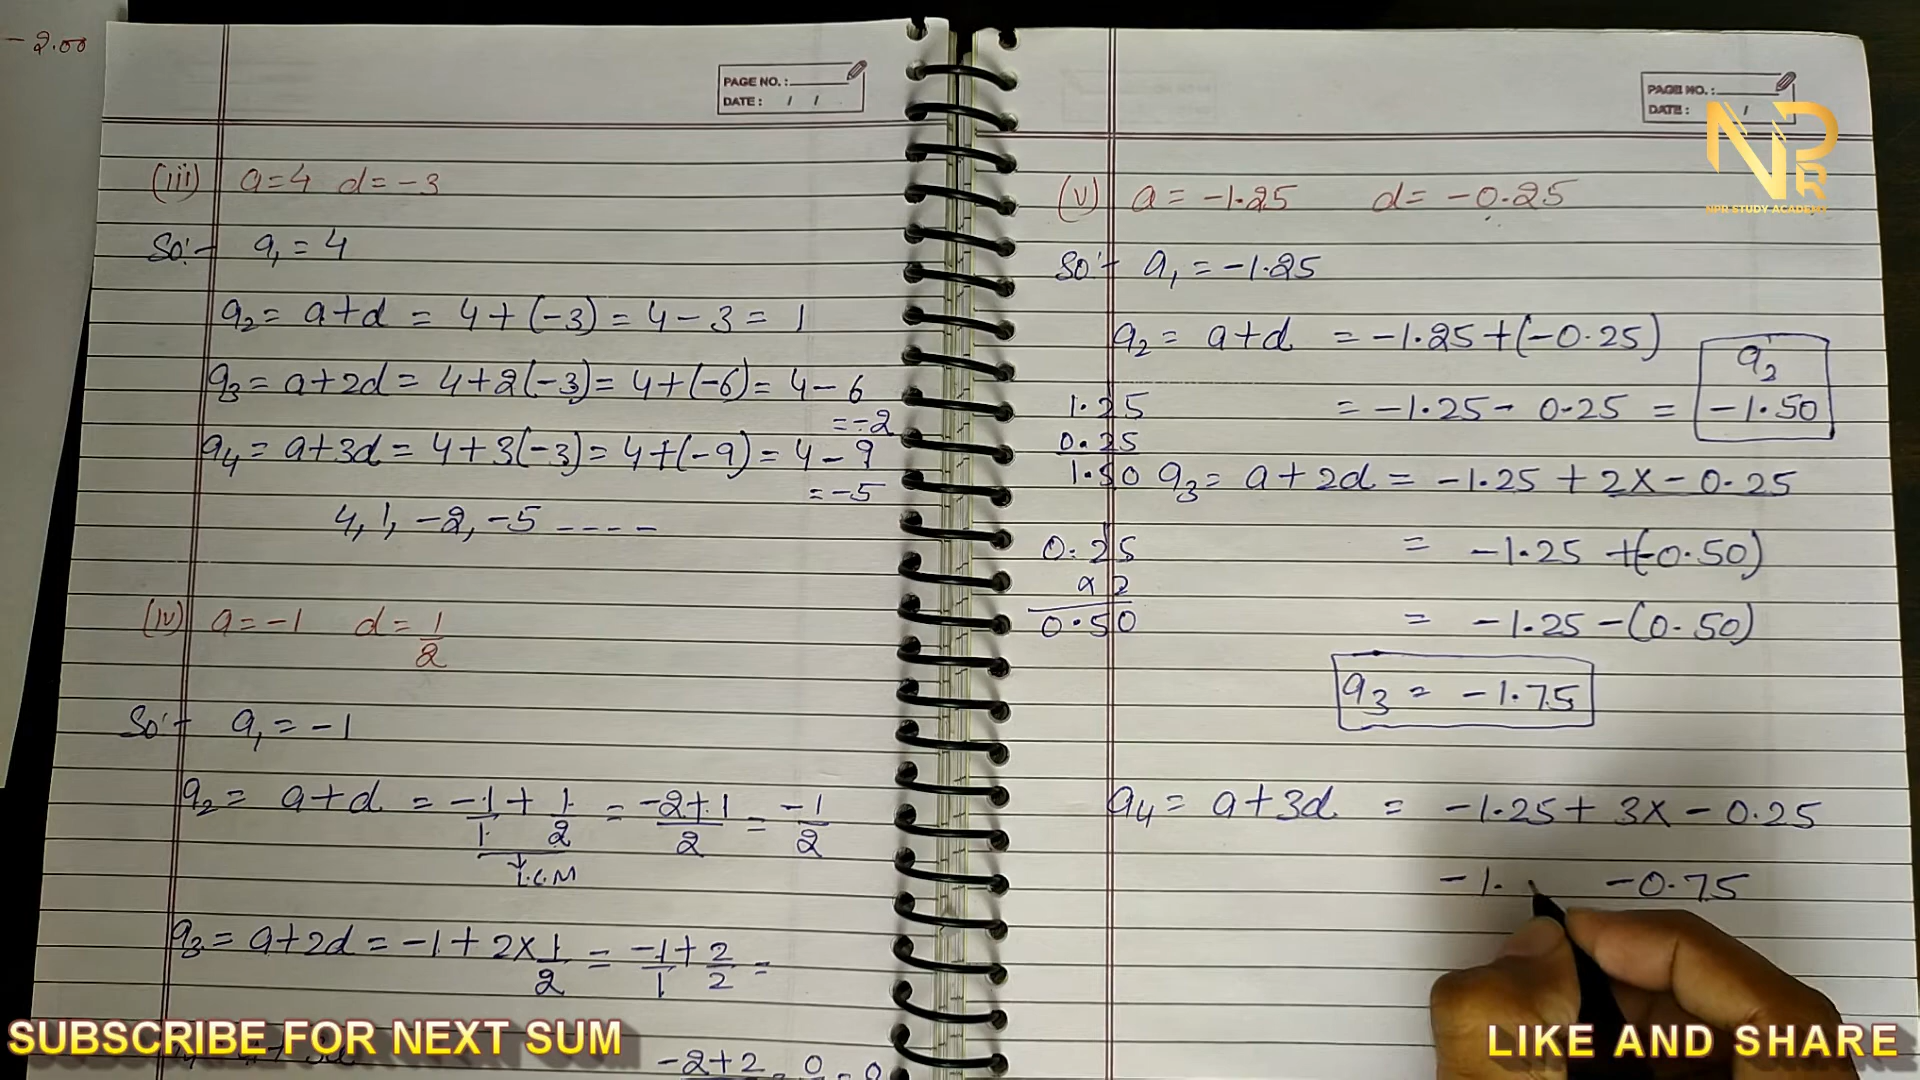 - 2.00
PAGE NO. :
DATE : / /
(iii) a=4 d=-3
So:- a₁ = 4
a₂ = a+d = 4+(-3) = 4-3 = 1
a₃ = a+2d = 4+2(-3) = 4+(-6) = 4-6
= -2
a₄ = a+3d = 4+3(-3) = 4+(-9) = 4-9
= -5
4, 1, -2, -5 ----
(iv) a=-1 d= 1/2
So:- a₁ = -1
a₂ = a+d = -1/1 + 1/2 = -2+1/2 = -1/2
L.C.M
a₃ = a+2d = -1 + 2x1/2 = -1/1 + 2/2 =
-2+2 = 0 = 0
PAGE NO. :
DATE : /
NPR STUDY ACADEMY
(v) a = -1.25 d = -0.25
So:- a₁ = -1.25
a₂ = a+d = -1.25+(-0.25)
= -1.25- 0.25 = a₂ -1.50
1.25
0.25
1.50
a₃ = a+2d = -1.25 + 2x-0.25
0.25
x 2
0.50
= -1.25 +(-0.50)
= -1.25 -(0.50)
a₃ = -1.75
a₄ = a+3d = -1.25 + 3x-0.25
-1. -0.75
SUBSCRIBE FOR NEXT SUM
LIKE AND SHARE